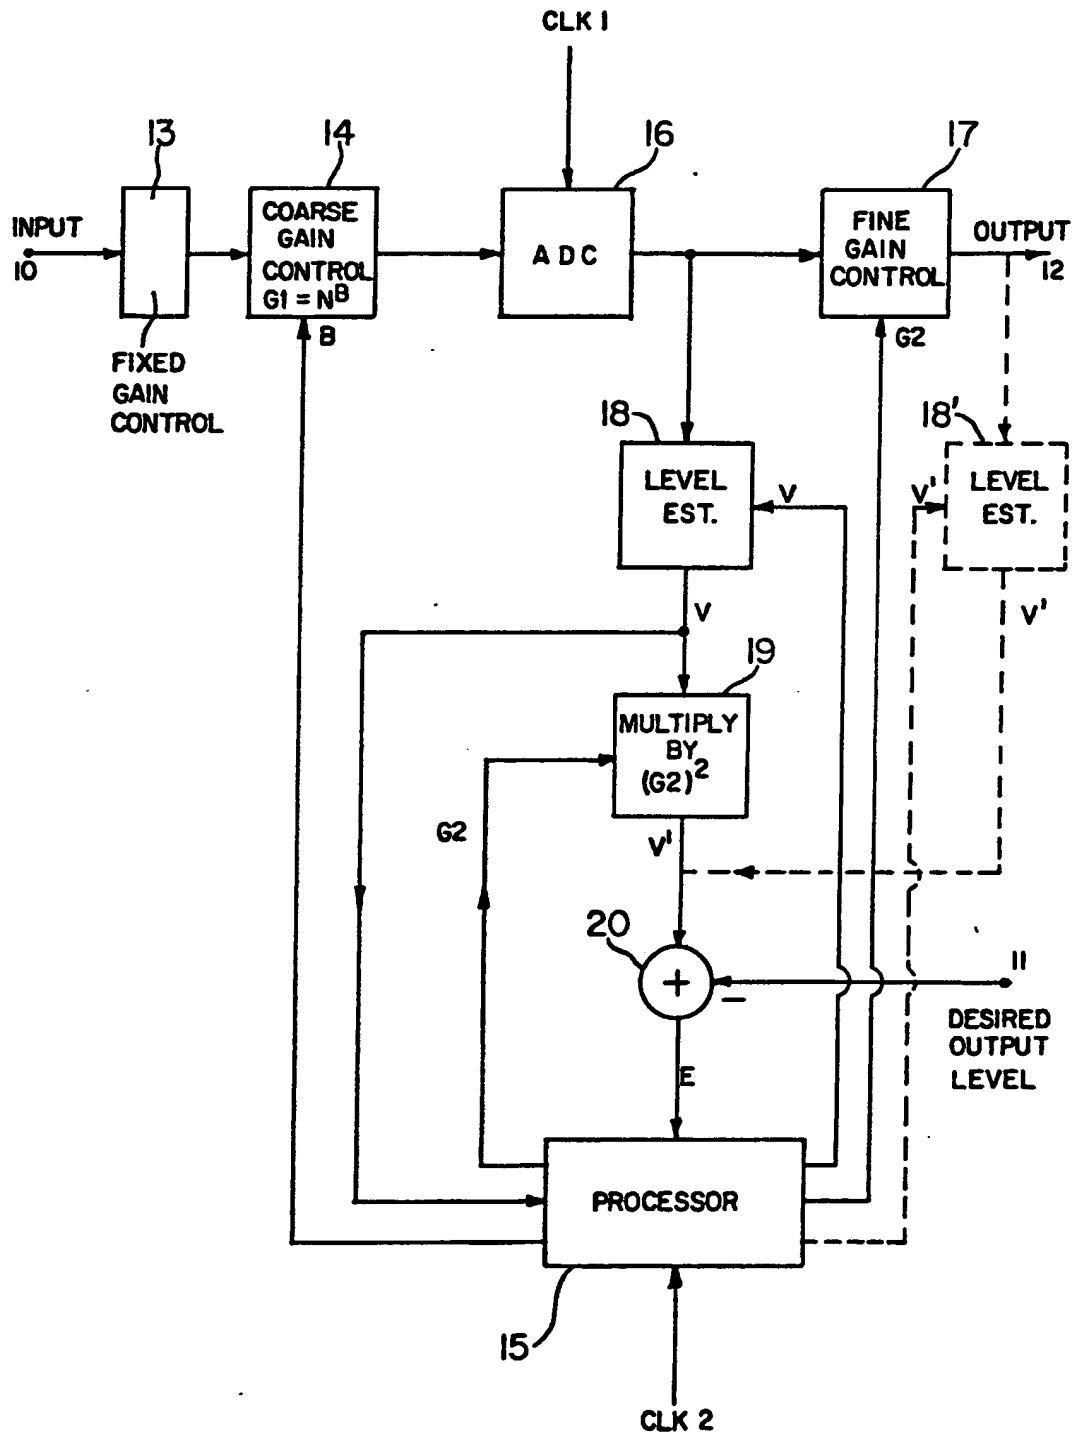 CLK 1
13
14
16
17
INPUT
10
COARSE
GAIN
CONTROL
G1 = N^B
ADC
FINE
GAIN
CONTROL
OUTPUT
12
B
G2
FIXED
GAIN
CONTROL
18
18'
LEVEL
EST.
V
V'
LEVEL
EST.
V
V'
19
MULTIPLY
BY
(G2)^2
G2
V'
20
+
−
11
DESIRED
OUTPUT
LEVEL
E
PROCESSOR
15
CLK 2